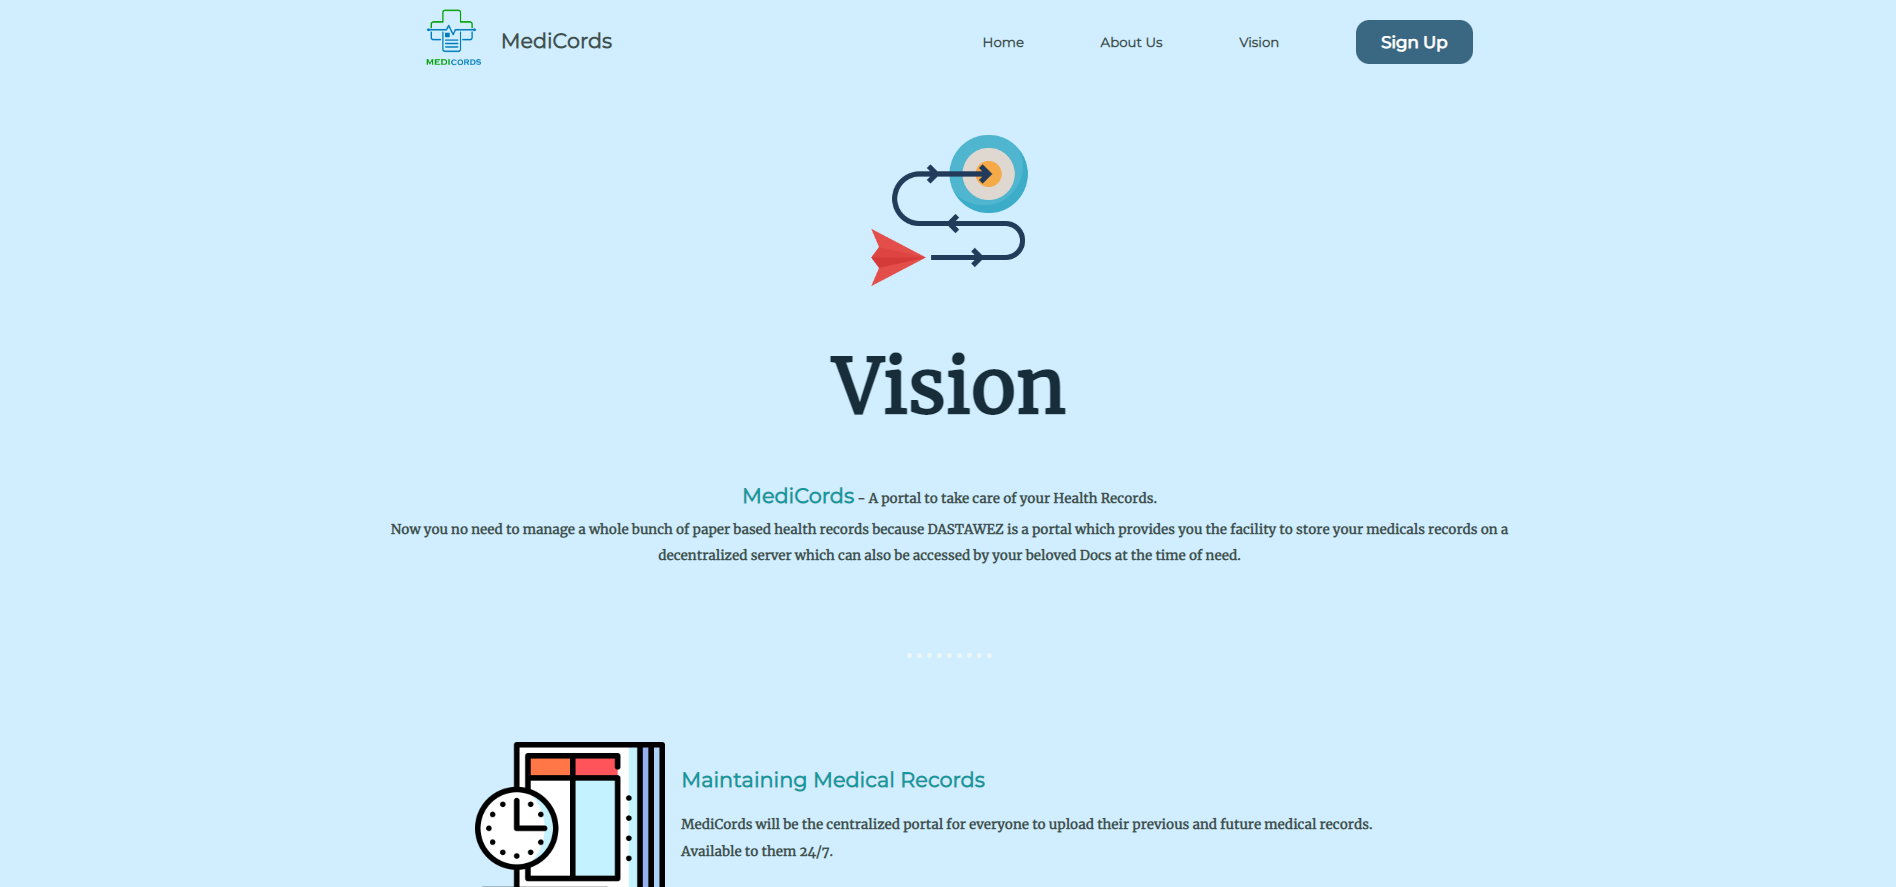 MEDICORDS
MediCords
Home
About Us
Vision
Sign Up
Vision
MediCords - A portal to take care of your Health Records.
Now you no need to manage a whole bunch of paper based health records because DASTAWEZ is a portal which provides you the facility to store your medicals records on a
decentralized server which can also be accessed by your beloved Docs at the time of need.
Maintaining Medical Records
MediCords will be the centralized portal for everyone to upload their previous and future medical records.
Available to them 24/7.